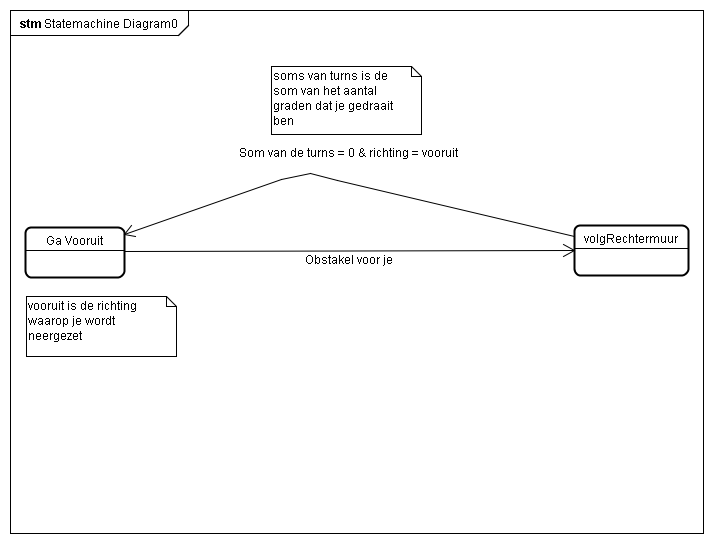 stm Statemachine Diagram0
soms van turns is de
som van het aantal
graden dat je gedraait
ben
Som van de turns = 0 & richting = vooruit
Ga Vooruit
volgRechtermuur
Obstakel voor je
vooruit is de richting
waarop je wordt
neergezet